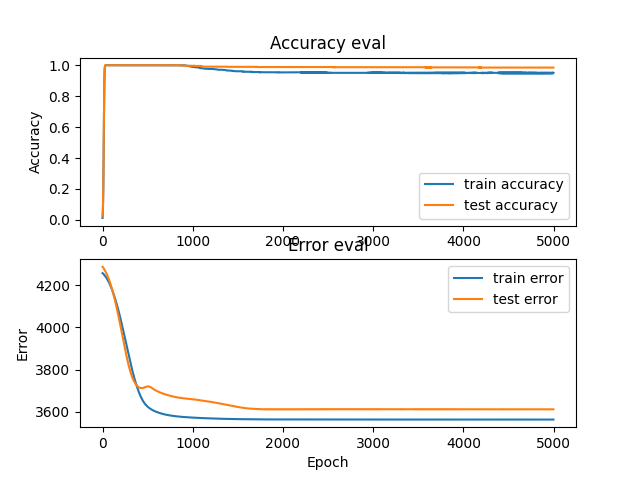 Accuracy eval
1.0
0.8
0.6
0.4
0.2
0.0
Accuracy
train accuracy
test accuracy
0 1000 2000 3000 4000 5000
Error eval
4200
4000
3800
3600
Error
train error
test error
0 1000 2000 3000 4000 5000
Epoch